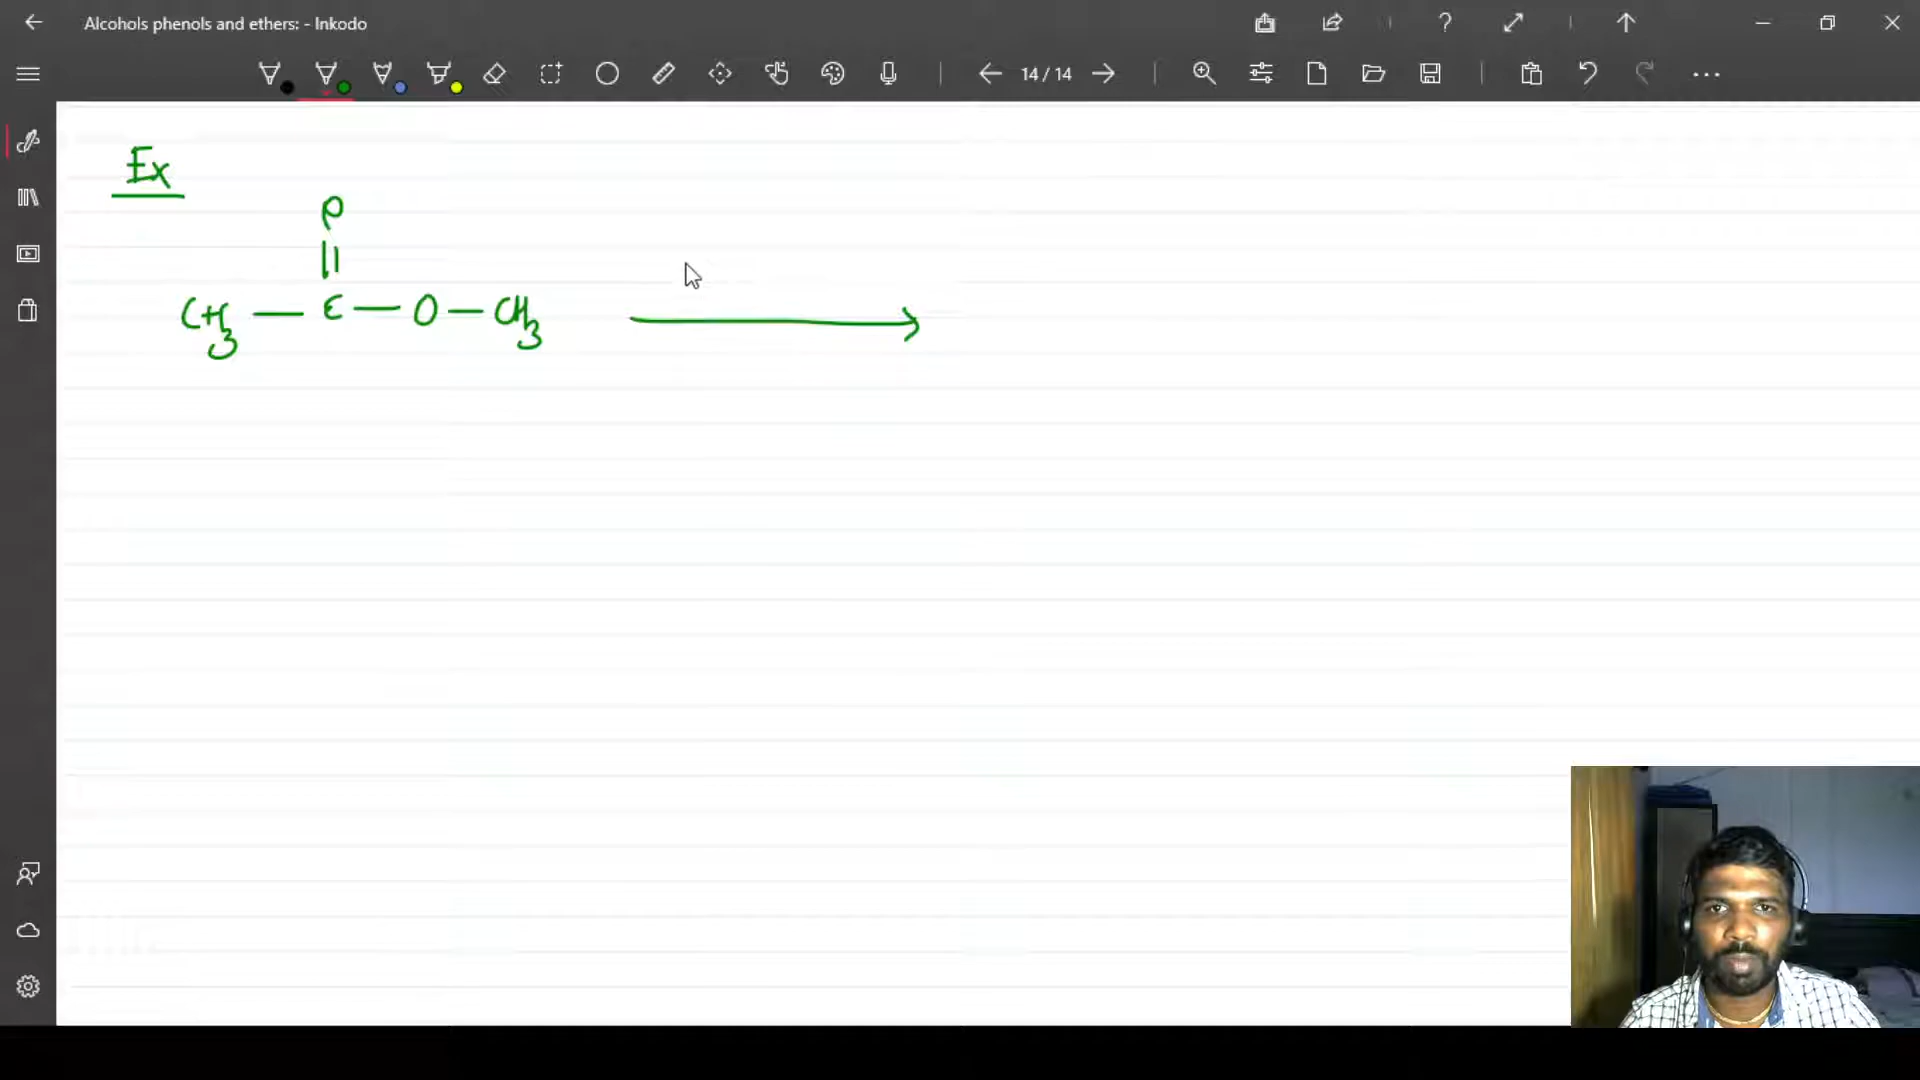 Alcohols phenols and ethers: - Inkodo
14 / 14
Ex
O
||
CH3 — C — O — CH3 →